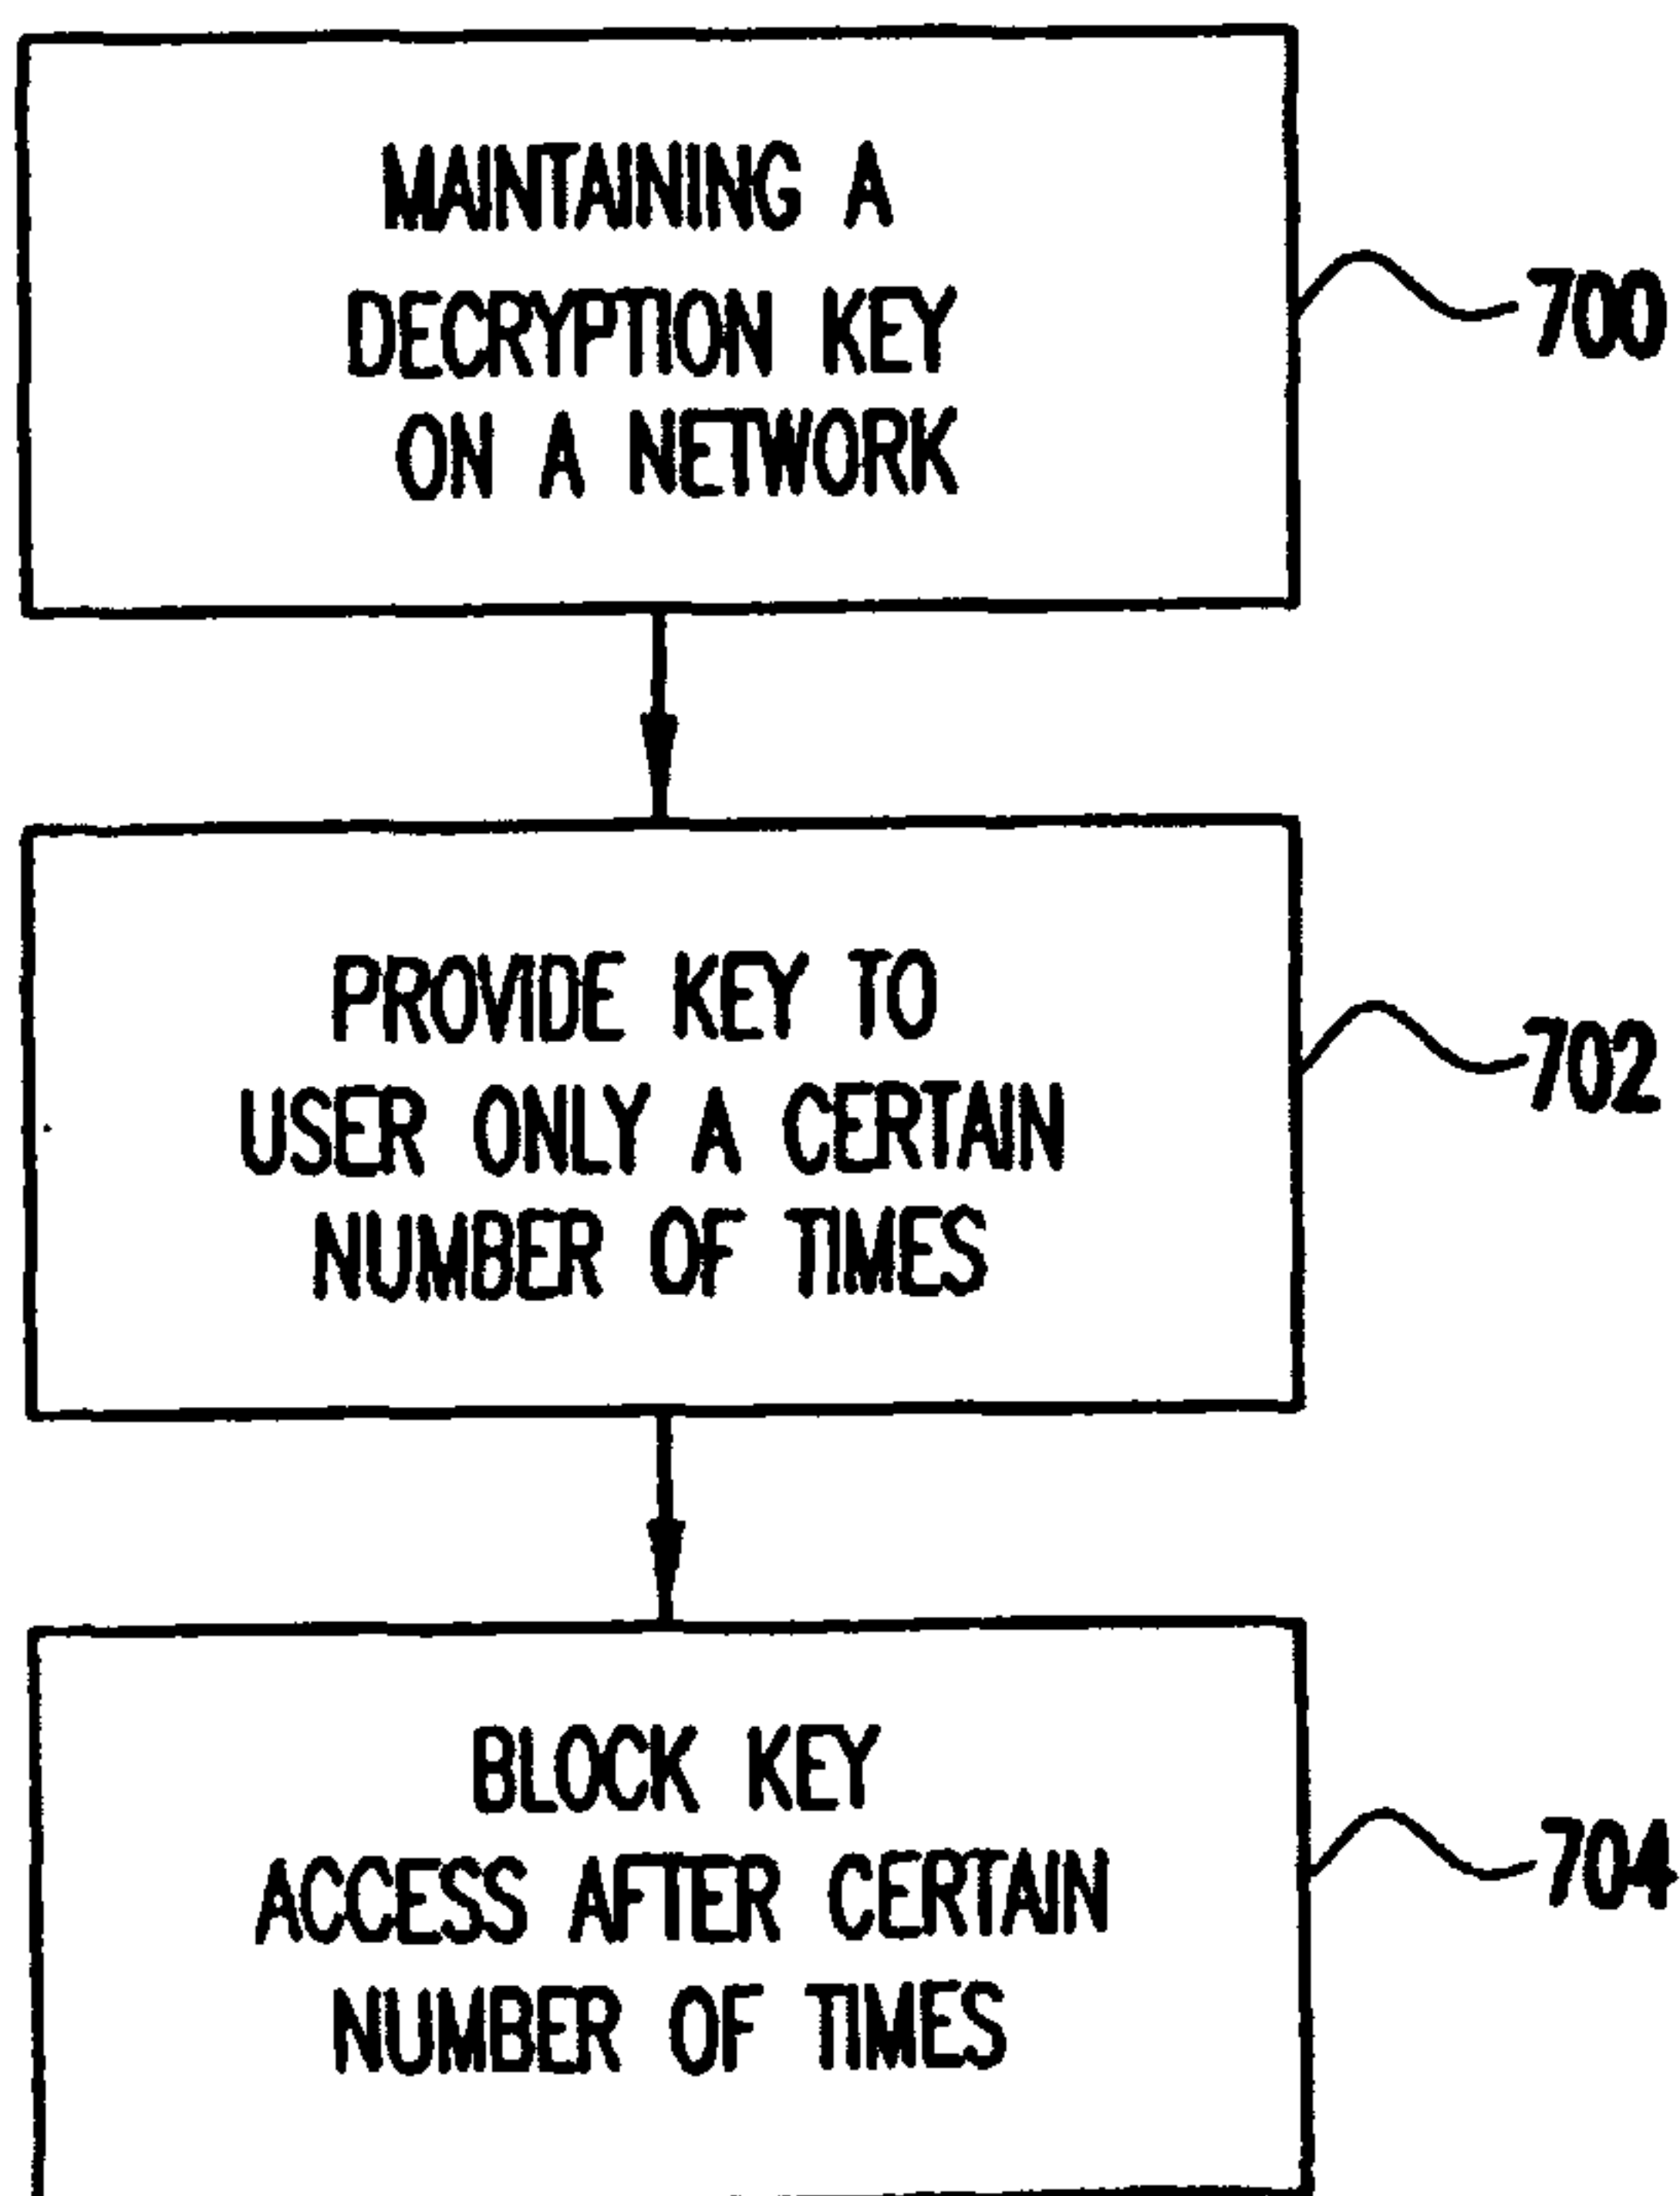 MAINTAINING A
DECRYPTION KEY
ON A NETWORK
700
PROVIDE KEY TO
USER ONLY A CERTAIN
NUMBER OF TIMES
702
BLOCK KEY
ACCESS AFTER CERTAIN
NUMBER OF TIMES
704